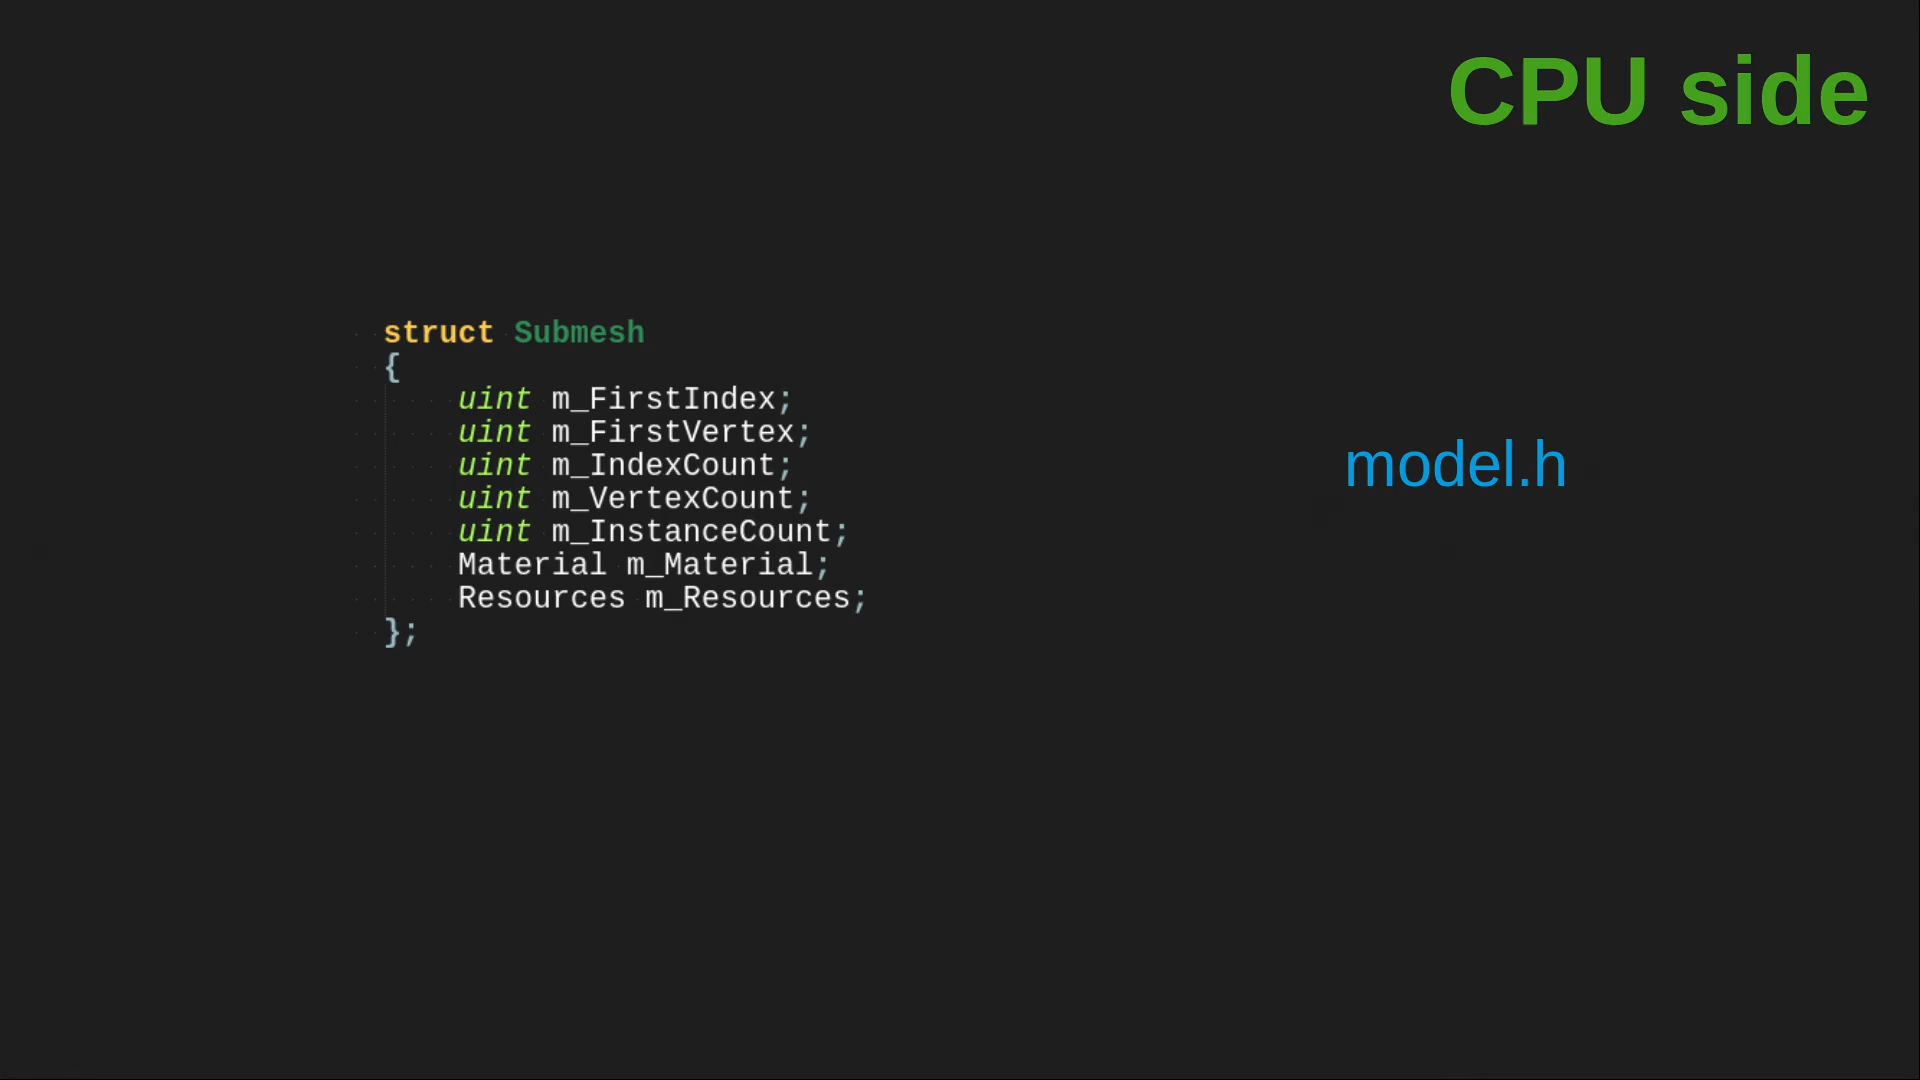 CPU side
struct Submesh
{
uint m_FirstIndex;
uint m_FirstVertex;
uint m_IndexCount;
uint m_VertexCount;
uint m_InstanceCount;
Material m_Material;
Resources m_Resources;
};
model.h